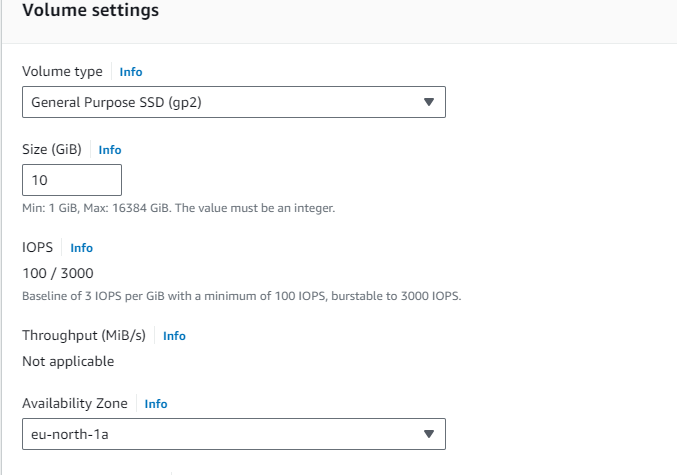 Volume settings
Volume type Info
General Purpose SSD (gp2)
Size (GiB) Info
10
Min: 1 GiB, Max: 16384 GiB. The value must be an integer.
IOPS Info
100 / 3000
Baseline of 3 IOPS per GiB with a minimum of 100 IOPS, burstable to 3000 IOPS.
Throughput (MiB/s) Info
Not applicable
Availability Zone Info
eu-north-1a